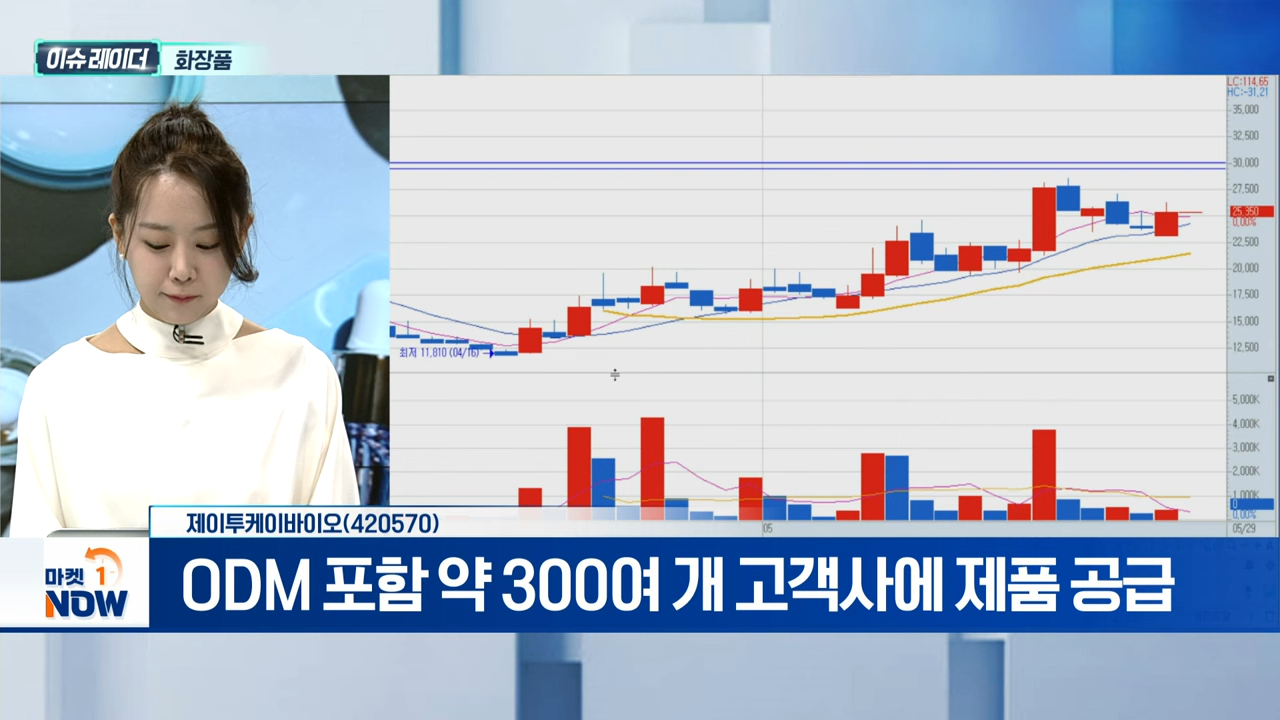 이슈레이더 화장품
LC:114.65
HC:-31.21
35,000
32,500
30,000
27,500
25,350
0.00%
22,500
20,000
17,500
15,000
12,500
최저 11,810 (04/16)
5,000K
4,000K
3,000K
2,000K
1,000K
0
0.00%
05
05/29
제이투케이바이오(420570)
마켓 1
NOW
ODM 포함 약 300여 개 고객사에 제품 공급